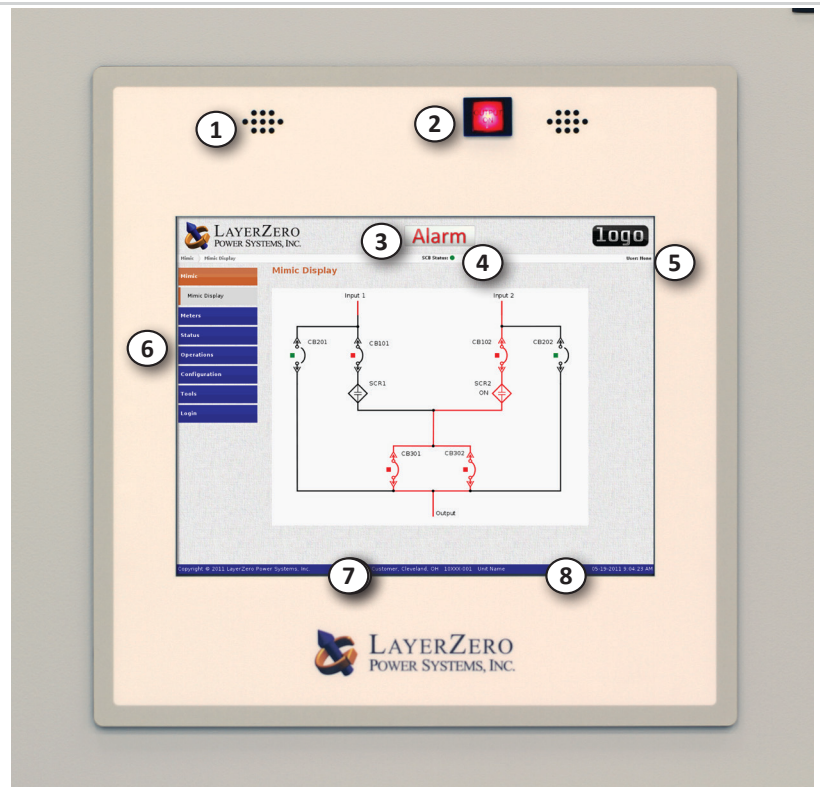 1
2
LAYERZERO
POWER SYSTEMS, INC.
3
Alarm
logo
Mimic Mimic Display
SCB Status:
4
User: None
5
Mimic
Mimic Display
Mimic Display
Meters
Status
Operations
Configuration
Tools
Login
6
Input 1
Input 2
CB201
CB101
CB102
CB202
SCR1
SCR2
ON
CB301
CB302
Output
Copyright © 2011 LayerZero Power Systems, Inc.
7
Customer, Cleveland, OH 10XXX-001 Unit Name
8
05-19-2011 9:04:23 AM
LAYERZERO
POWER SYSTEMS, INC.